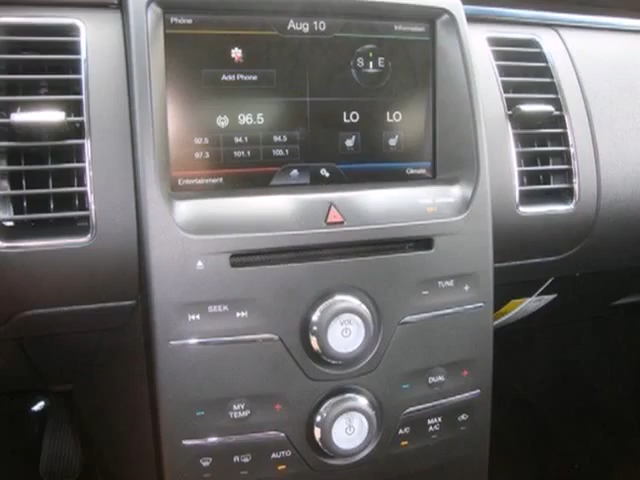 Phone
Aug 10
Information
S E
Add Phone
96.5
LO LO
92.5 94.1 94.5
97.3 101.1 105.1
Entertainment
Climate
SEEK
TUNE
VOL
DUAL
MY TEMP
AUTO
A/C
MAX A/C
R